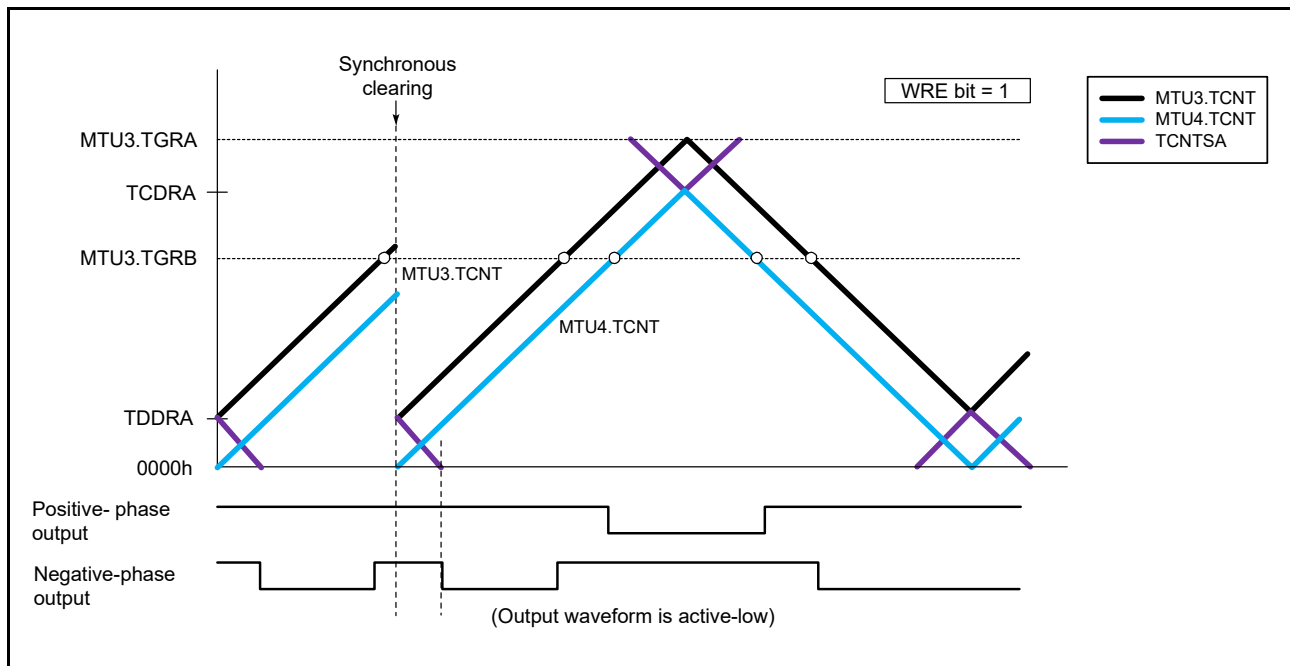 Synchronous
clearing
WRE bit = 1
MTU3.TCNT
MTU4.TCNT
TCNTSA
MTU3.TGRA
TCDRA
MTU3.TGRB
MTU3.TCNT
MTU4.TCNT
TDDRA
0000h
Positive- phase
output
Negative-phase
output
(Output waveform is active-low)